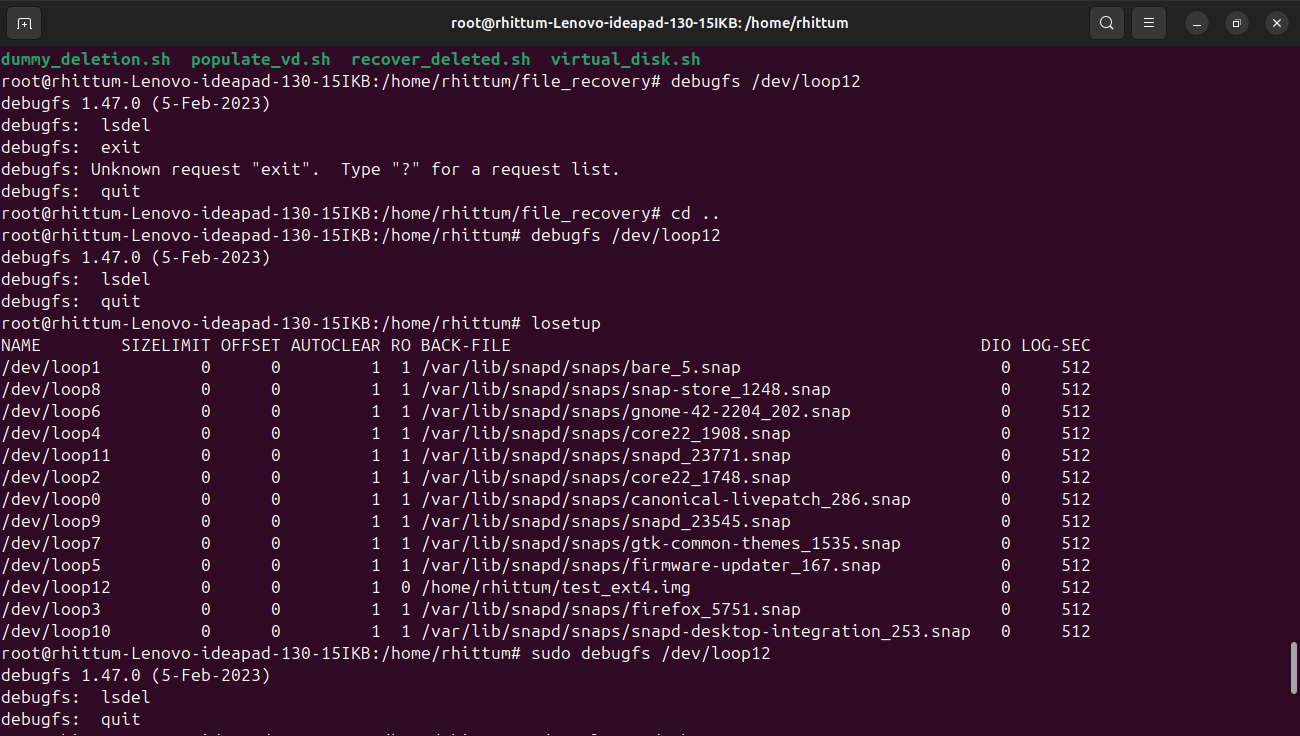 root@rhittum-Lenovo-ideapad-130-15IKB: /home/rhittum
dummy_deletion.sh  populate_vd.sh  recover_deleted.sh  virtual_disk.sh
root@rhittum-Lenovo-ideapad-130-15IKB:/home/rhittum/file_recovery# debugfs /dev/loop12
debugfs 1.47.0 (5-Feb-2023)
debugfs:  lsdel
debugfs:  exit
debugfs: Unknown request "exit".  Type "?" for a request list.
debugfs:  quit
root@rhittum-Lenovo-ideapad-130-15IKB:/home/rhittum/file_recovery# cd ..
root@rhittum-Lenovo-ideapad-130-15IKB:/home/rhittum# debugfs /dev/loop12
debugfs 1.47.0 (5-Feb-2023)
debugfs:  lsdel
debugfs:  quit
root@rhittum-Lenovo-ideapad-130-15IKB:/home/rhittum# losetup
NAME        SIZELIMIT OFFSET AUTOCLEAR RO BACK-FILE                                                        DIO LOG-SEC
/dev/loop1          0      0         1  1 /var/lib/snapd/snaps/bare_5.snap                          0     512
/dev/loop8          0      0         1  1 /var/lib/snapd/snaps/snap-store_1248.snap                 0     512
/dev/loop6          0      0         1  1 /var/lib/snapd/snaps/gnome-42-2204_202.snap               0     512
/dev/loop4          0      0         1  1 /var/lib/snapd/snaps/core22_1908.snap                     0     512
/dev/loop11         0      0         1  1 /var/lib/snapd/snaps/snapd_23771.snap                     0     512
/dev/loop2          0      0         1  1 /var/lib/snapd/snaps/core22_1748.snap                     0     512
/dev/loop0          0      0         1  1 /var/lib/snapd/snaps/canonical-livepatch_286.snap         0     512
/dev/loop9          0      0         1  1 /var/lib/snapd/snaps/snapd_23545.snap                     0     512
/dev/loop7          0      0         1  1 /var/lib/snapd/snaps/gtk-common-themes_1535.snap          0     512
/dev/loop5          0      0         1  1 /var/lib/snapd/snaps/firmware-updater_167.snap            0     512
/dev/loop12         0      0         1  0 /home/rhittum/test_ext4.img                               0     512
/dev/loop3          0      0         1  1 /var/lib/snapd/snaps/firefox_5751.snap                    0     512
/dev/loop10         0      0         1  1 /var/lib/snapd/snaps/snapd-desktop-integration_253.snap   0     512
root@rhittum-Lenovo-ideapad-130-15IKB:/home/rhittum# sudo debugfs /dev/loop12
debugfs 1.47.0 (5-Feb-2023)
debugfs:  lsdel
debugfs:  quit